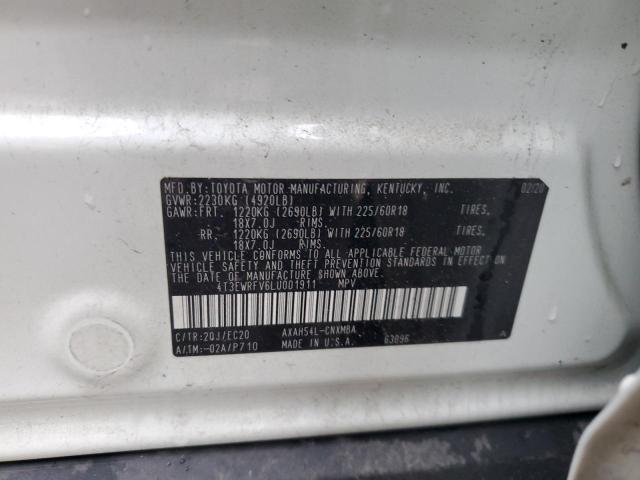 MFD.BY:TOYOTA MOTOR MANUFACTURING, KENTUCKY, INC. 02/20
GVWR:2230KG (4920LB)
GAWR:FRT. 1220KG (2690LB) WITH 225/60R18 TIRES,
18X7.0J RIMS.
RR. 1220KG (2690LB) WITH 225/60R18 TIRES,
18X7.0J RIMS.
THIS VEHICLE CONFORMS TO ALL APPLICABLE FEDERAL MOTOR
VEHICLE SAFETY AND THEFT PREVENTION STANDARDS IN EFFECT ON
THE DATE OF MANUFACTURE SHOWN ABOVE.
4T3EWRFV6LU001911 MPV
C/TR:20J/EC20 AXAH54L-CNXMBA A
A/TM:-02A/P710 MADE IN U.S.A. 63096